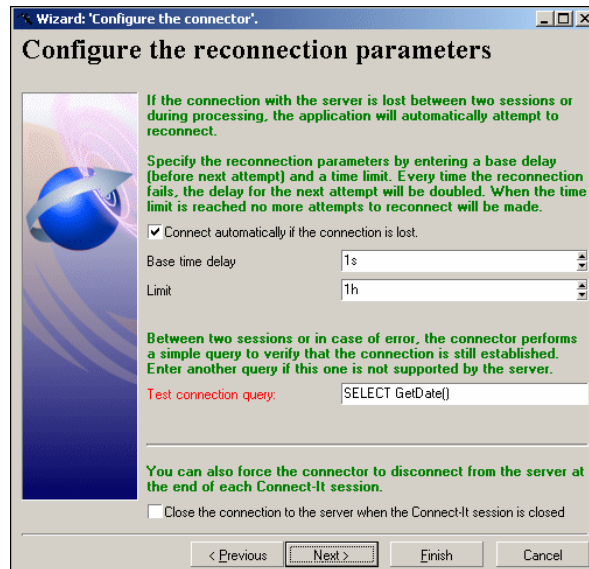 Wizard: 'Configure the connector'.
Configure the reconnection parameters
If the connection with the server is lost between two sessions or
during processing, the application will automatically attempt to
reconnect.
Specify the reconnection parameters by entering a base delay
(before next attempt) and a time limit. Every time the reconnection
fails, the delay for the next attempt will be doubled. When the time
limit is reached no more attempts to reconnect will be made.
Connect automatically if the connection is lost.
Base time delay 1s
Limit 1h
Between two sessions or in case of error, the connector performs
a simple query to verify that the connection is still established.
Enter another query if this one is not supported by the server.
Test connection query: SELECT GetDate()
You can also force the connector to disconnect from the server at
the end of each Connect-It session.
Close the connection to the server when the Connect-It session is closed
< Previous Next > Finish Cancel